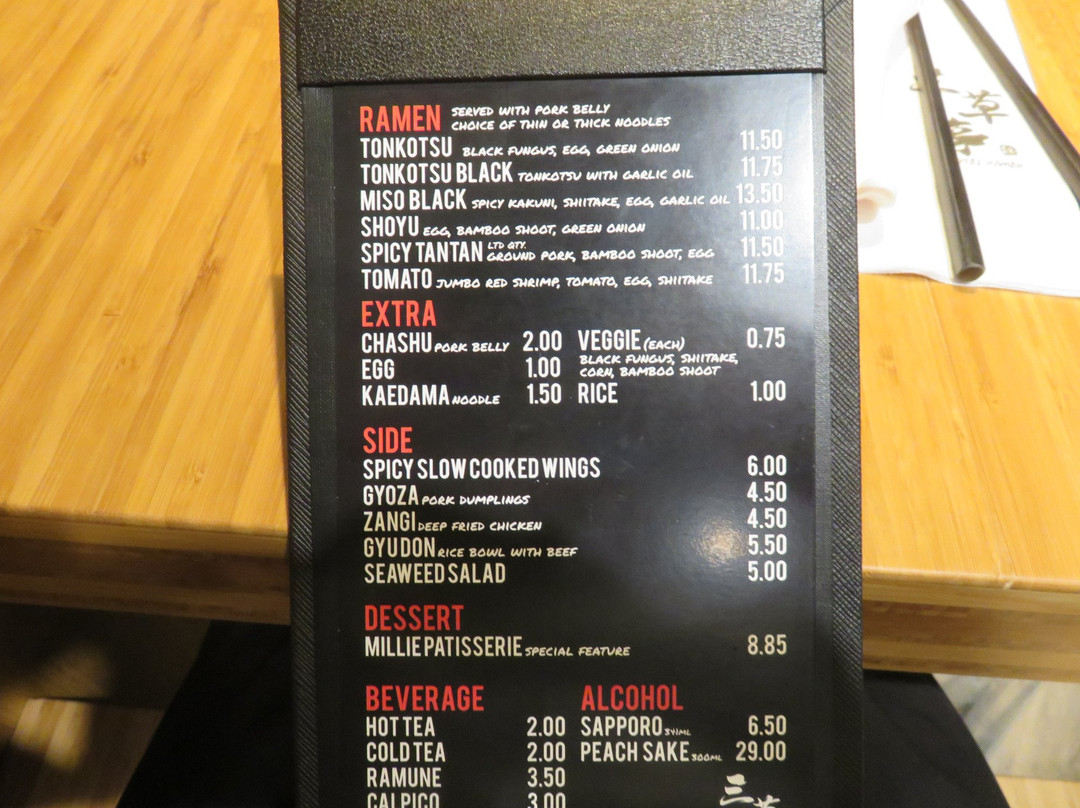 RAMEN SERVED WITH PORK BELLY
CHOICE OF THIN OR THICK NOODLES
TONKOTSU BLACK FUNGUS, EGG, GREEN ONION 11.50
TONKOTSU BLACK TONKOTSU WITH GARLIC OIL 11.75
MISO BLACK SPICY KAKUNI, SHIITAKE, EGG, GARLIC OIL 13.50
SHOYU EGG, BAMBOO SHOOT, GREEN ONION 11.00
SPICY TANTAN LTD QTY. GROUND PORK, BAMBOO SHOOT, EGG 11.50
TOMATO JUMBO RED SHRIMP, TOMATO, EGG, SHIITAKE 11.75
EXTRA
CHASHU PORK BELLY 2.00 VEGGIE (EACH) 0.75
BLACK FUNGUS, SHIITAKE,
EGG 1.00 CORN, BAMBOO SHOOT
KAEDAMA NOODLE 1.50 RICE 1.00
SIDE
SPICY SLOW COOKED WINGS 6.00
GYOZA PORK DUMPLINGS 4.50
ZANGI DEEP FRIED CHICKEN 4.50
GYUDON RICE BOWL WITH BEEF 5.50
SEAWEED SALAD 5.00
DESSERT
MILLIE PATISSERIE SPECIAL FEATURE 8.85
BEVERAGE ALCOHOL
HOT TEA 2.00 SAPPORO 341ML 6.50
COLD TEA 2.00 PEACH SAKE 300ML 29.00
RAMUNE 3.50
CALPICO 3.00
三草